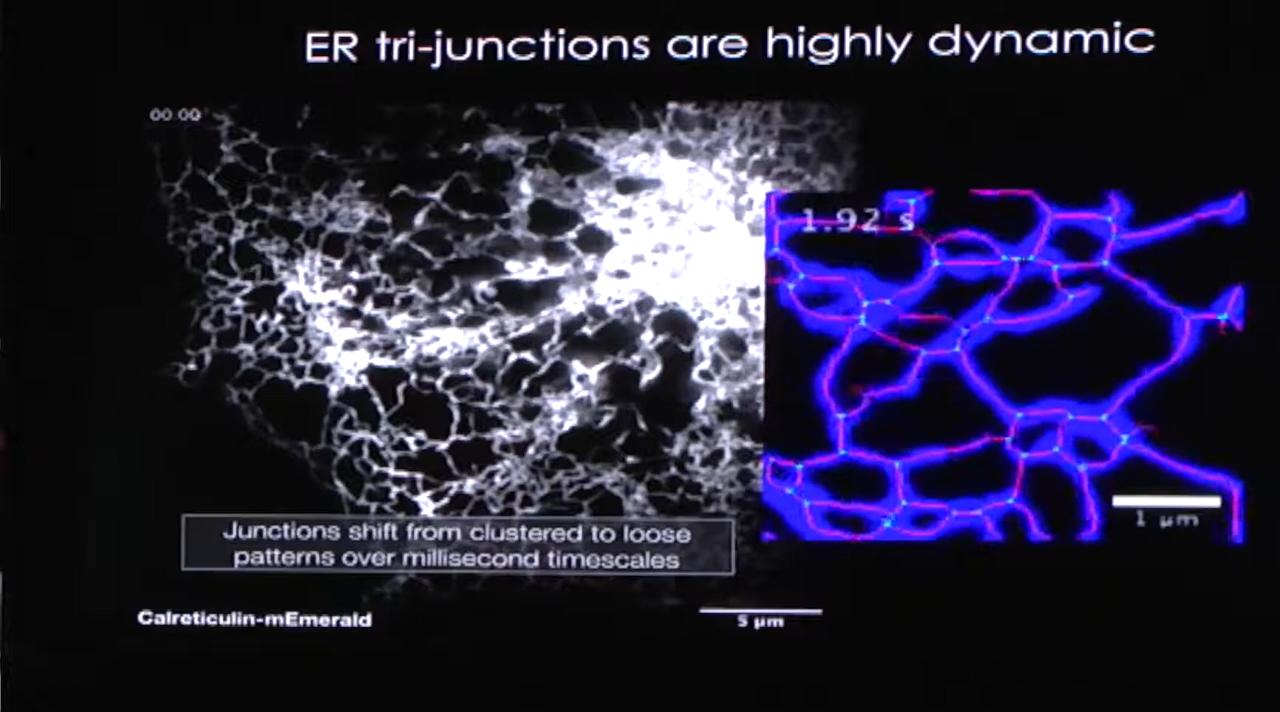 ER tri-junctions are highly dynamic
00:00
1.92 s
1 µm
Junctions shift from clustered to loose
patterns over millisecond timescales
Calreticulin-mEmerald
5 µm